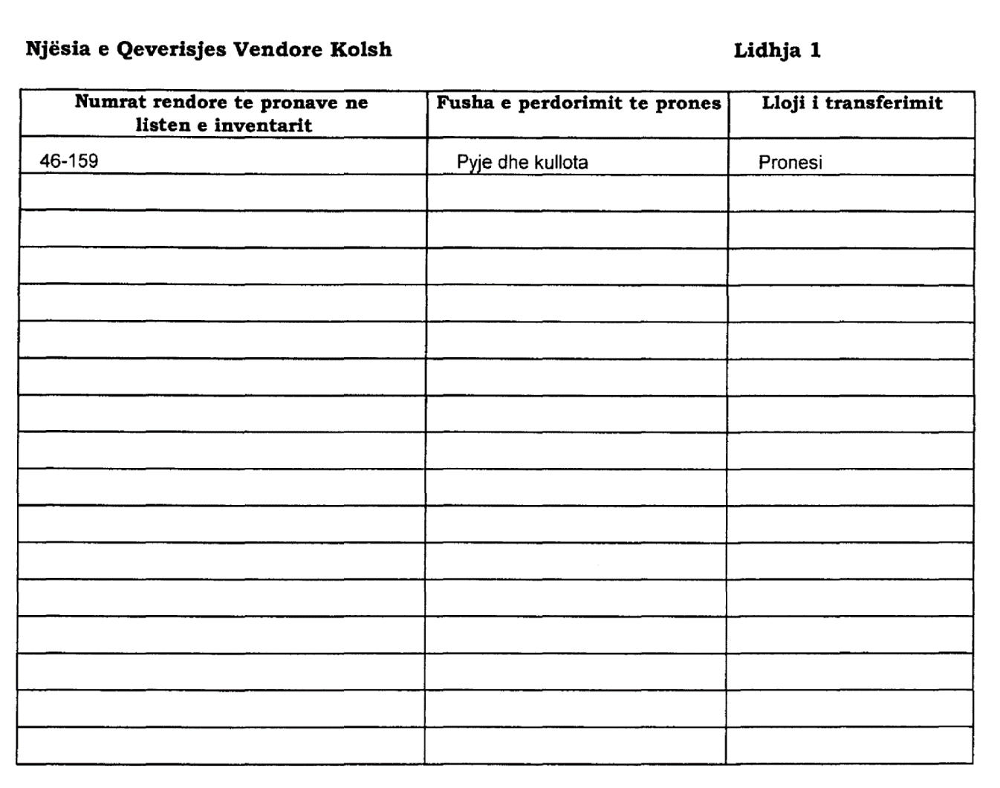 Njësia e Qeverisjes Vendore Kolsh Lidhja 1
Numrat rendore te pronave ne listen e inventarit Fusha e perdorimit te prones Lloji i transferimit
46-159 Pyje dhe kullota Pronesi